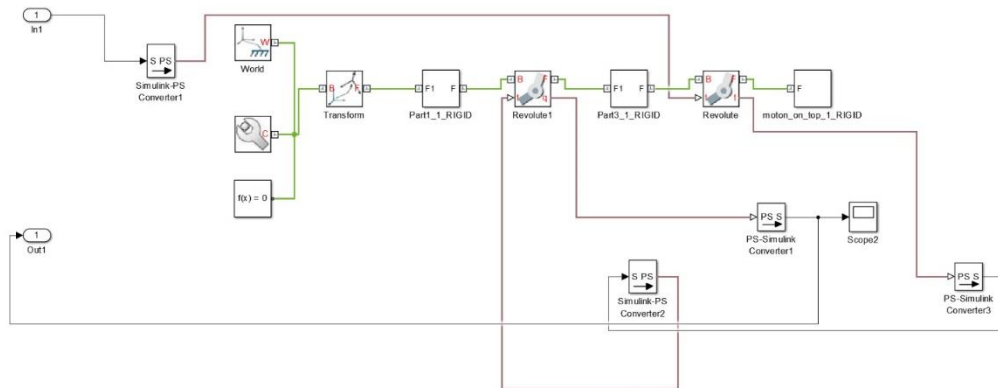 1
In1
S PS
Simulink-PS
Converter1
W
World
C
f(x) = 0
B
F
Transform
F1
F
Part1_1_RIGID
B
F
t
q
Revolute1
F1
F
Part3_1_RIGID
B
F
t
t
Revolute
F
moton_on_top_1_RIGID
1
Out1
PS S
PS-Simulink
Converter1
Scope2
S PS
Simulink-PS
Converter2
PS S
PS-Simulink
Converter3